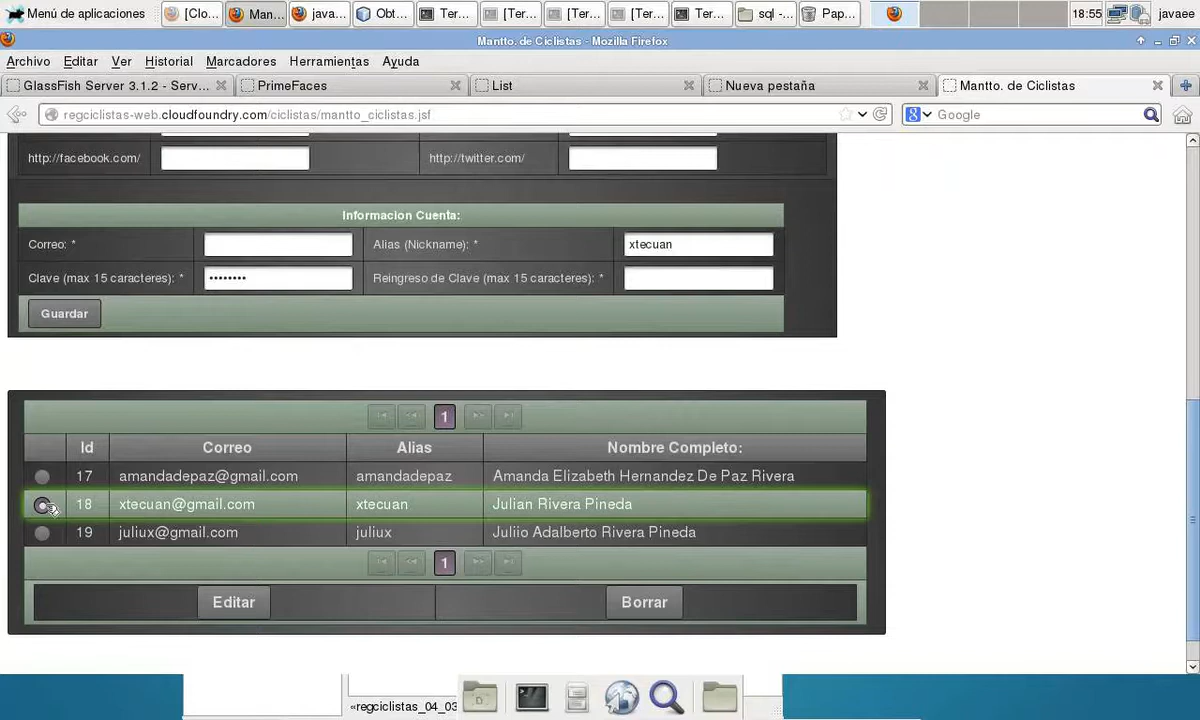 Menú de aplicaciones [Clo... Mant... java... Obt... Ter... [Ter... [Ter... [Ter... Ter... sql -... Pap... 18:55 javaee
Mantto. de Ciclistas - Mozilla Firefox
Archivo Editar Ver Historial Marcadores Herramientas Ayuda
GlassFish Server 3.1.2 - Serv... PrimeFaces List Nueva pestaña Mantto. de Ciclistas
regciclistas-web.cloudfoundry.com/ciclistas/mantto_ciclistas.jsf Google
http://facebook.com/ http://twitter.com/
Informacion Cuenta:
Correo: * Alias (Nickname): * xtecuan
Clave (max 15 caracteres): * •••••••• Reingreso de Clave (max 15 caracteres): *
Guardar
1
Id Correo Alias Nombre Completo:
17 amandadepaz@gmail.com amandadepaz Amanda Elizabeth Hernandez De Paz Rivera
18 xtecuan@gmail.com xtecuan Julian Rivera Pineda
19 juliux@gmail.com juliux Juliio Adalberto Rivera Pineda
1
Editar Borrar
«regciclistas_04_03